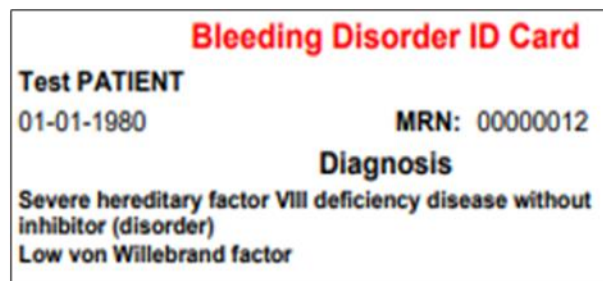 Bleeding Disorder ID Card
Test PATIENT
01-01-1980 MRN: 00000012
Diagnosis
Severe hereditary factor VIII deficiency disease without
inhibitor (disorder)
Low von Willebrand factor